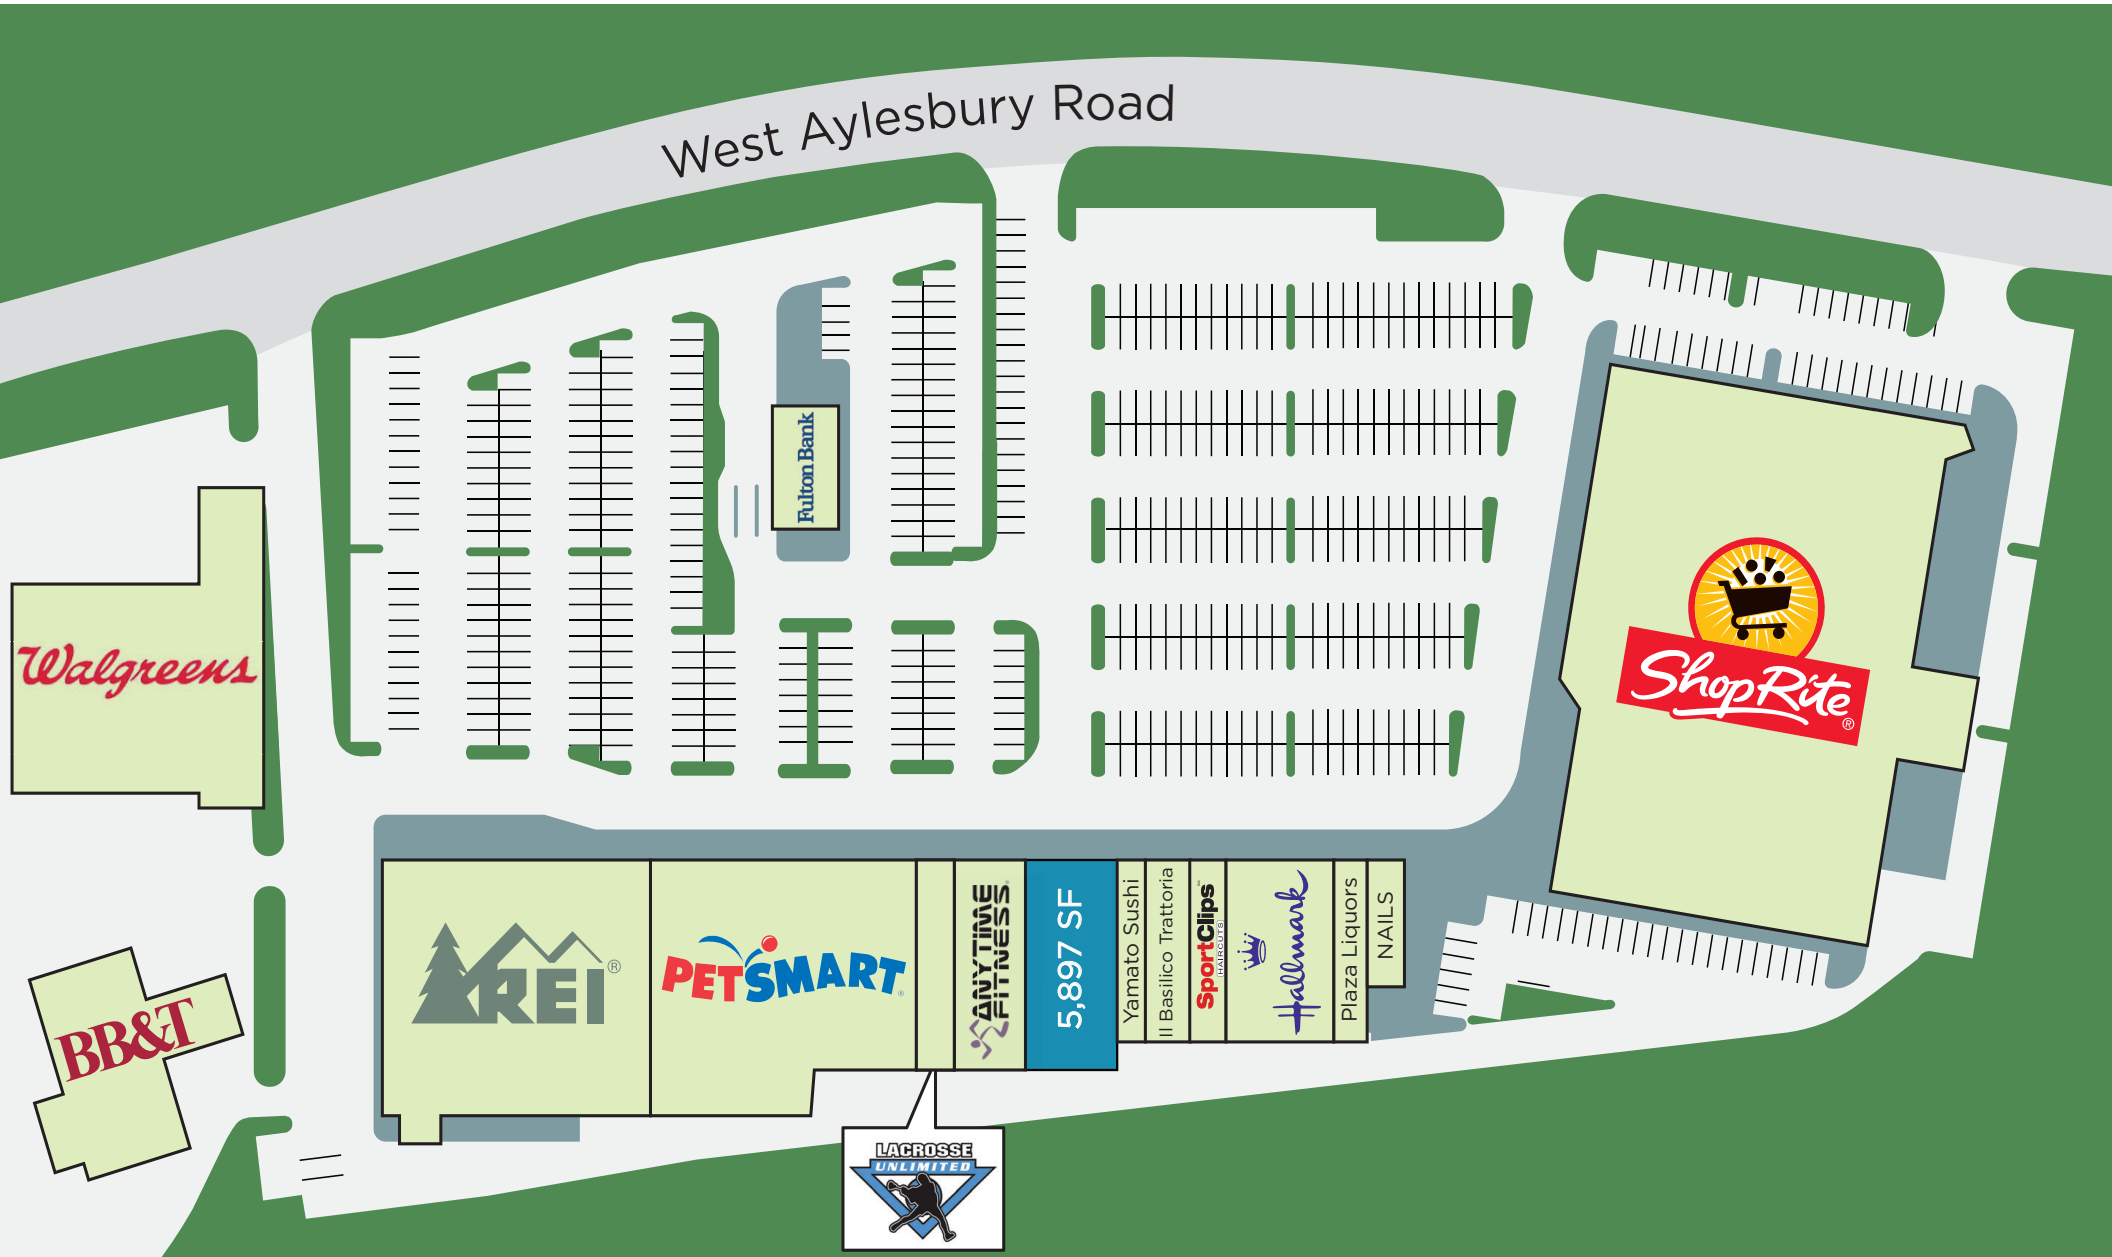 West Aylesbury Road
Fulton Bank
Walgreens
ShopRite®
BB&T
REI®
PETSMART®
LACROSSE
UNLIMITED
ANYTIME
FITNESS
5,897 SF
Yamato Sushi
Il Basilico Trattoria
SportClips
HAIRCUTS
Hallmark
Plaza Liquors
NAILS